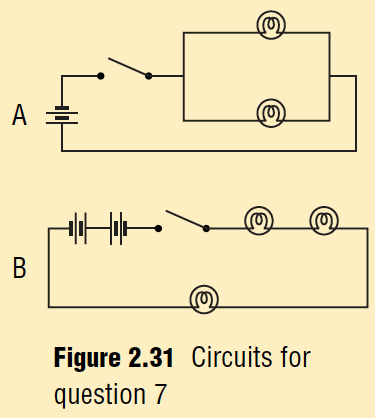 A
B
Figure 2.31 Circuits for
question 7